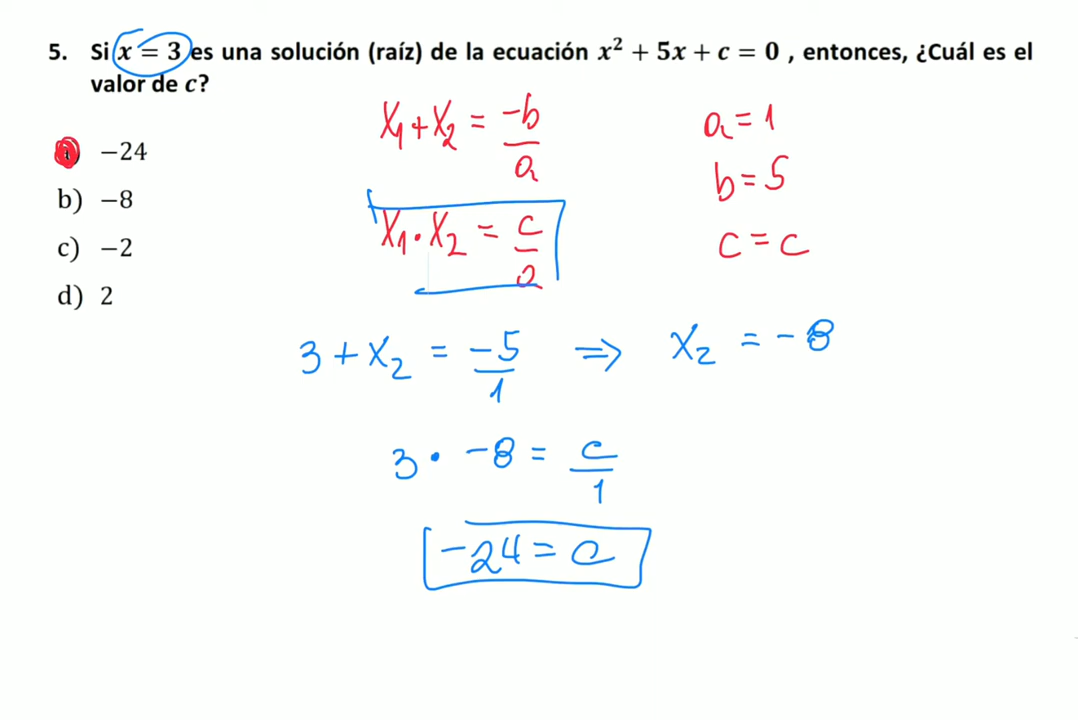 5. Si x = 3 es una solución (raíz) de la ecuación x² + 5x + c = 0 , entonces, ¿Cuál es el
valor de c?
x₁ + x₂ = -b/a
a = 1
−24
b = 5
b) −8
x₁ · x₂ = c/a
c = c
c) −2
d) 2
3 + x₂ = -5/1 ⇒ x₂ = -8
3 · -8 = c/1
-24 = c